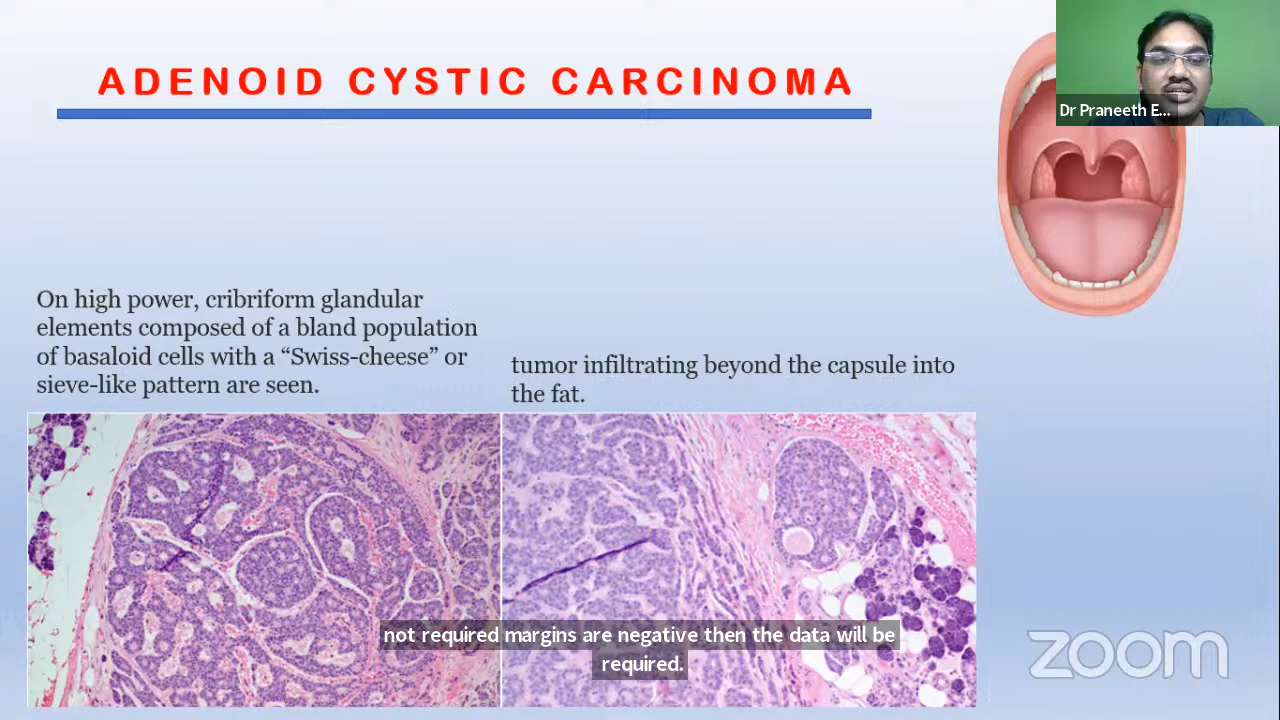 ADENOID CYSTIC CARCINOMA
Dr Praneeth E...
On high power, cribriform glandular
elements composed of a bland population
of basaloid cells with a “Swiss-cheese” or
sieve-like pattern are seen.
tumor infiltrating beyond the capsule into
the fat.
not required margins are negative then the data will be
required.
zoom